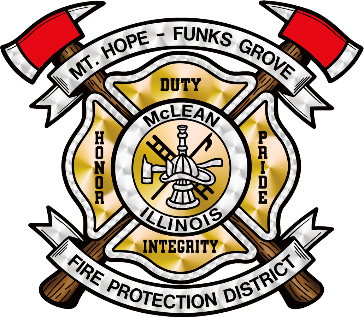 MT. HOPE - FUNKS GROVE
DUTY
McLEAN
HONOR
PRIDE
ILLINOIS
INTEGRITY
FIRE PROTECTION DISTRICT